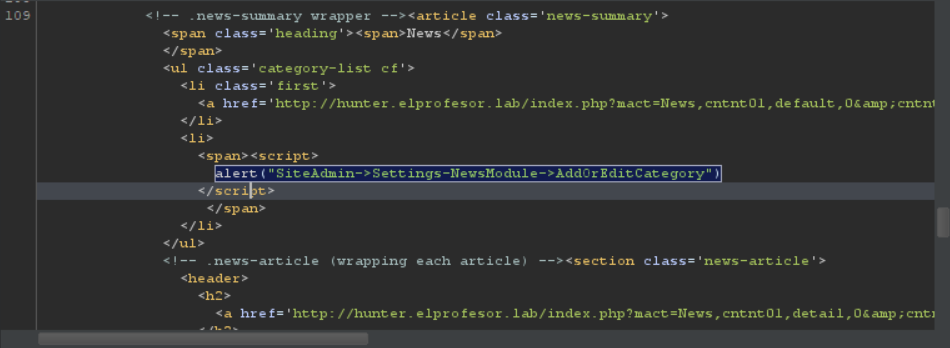 109 <!-- .news-summary wrapper --><article class='news-summary'>
<span class='heading'><span>News</span>
</span>
<ul class='category-list cf'>
<li class='first'>
<a href='http://hunter.elprofesor.lab/index.php?mact=News,cntnt01,default,0&amp;cntn
</li>
<li>
<span><script>
alert("SiteAdmin->Settings-NewsModule->AddOrEditCategory")
</script>
</span>
</li>
</ul>
<!-- .news-article (wrapping each article) --><section class='news-article'>
<header>
<h2>
<a href='http://hunter.elprofesor.lab/index.php?mact=News,cntnt01,detail,0&amp;cntn